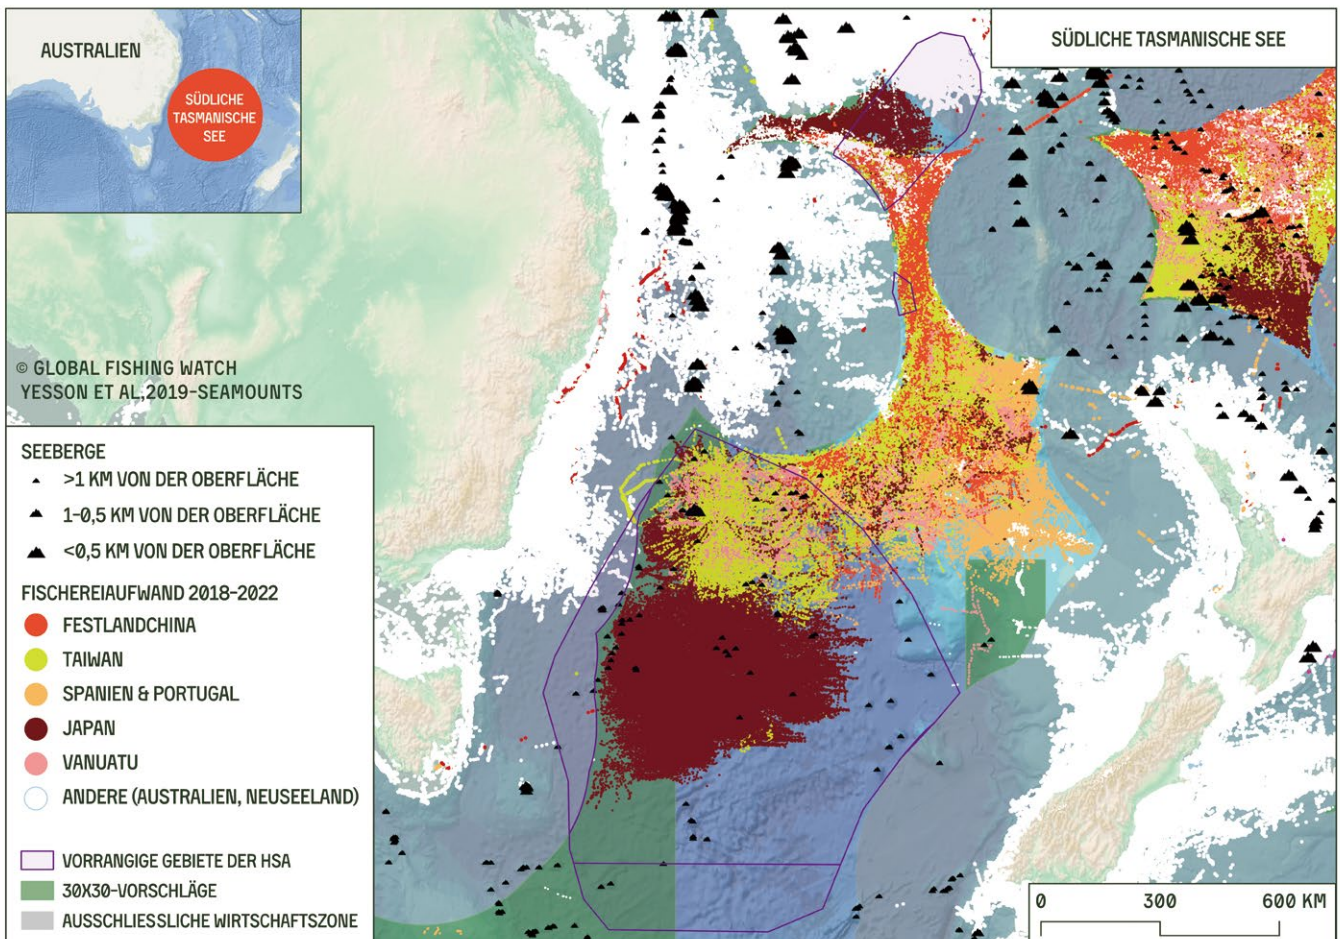 AUSTRALIEN
SÜDLICHE
TASMANISCHE
SEE
SÜDLICHE TASMANISCHE SEE
© GLOBAL FISHING WATCH
YESSON ET AL,2019-SEAMOUNTS
SEEBERGE
>1 KM VON DER OBERFLÄCHE
1-0,5 KM VON DER OBERFLÄCHE
<0,5 KM VON DER OBERFLÄCHE
FISCHEREIAUFWAND 2018-2022
FESTLANDCHINA
TAIWAN
SPANIEN & PORTUGAL
JAPAN
VANUATU
ANDERE (AUSTRALIEN, NEUSEELAND)
VORRANGIGE GEBIETE DER HSA
30X30-VORSCHLÄGE
AUSSCHLIESSLICHE WIRTSCHAFTSZONE
0 300 600 KM